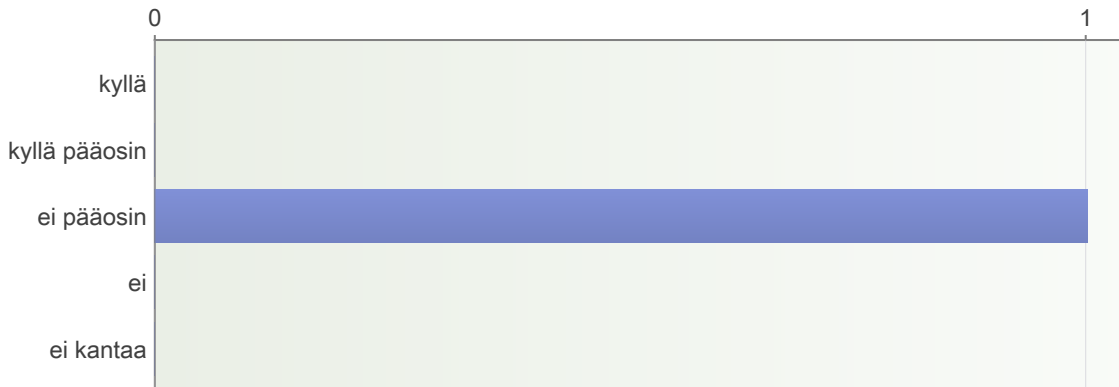 0 1
kyllä
kyllä pääosin
ei pääosin
ei
ei kantaa